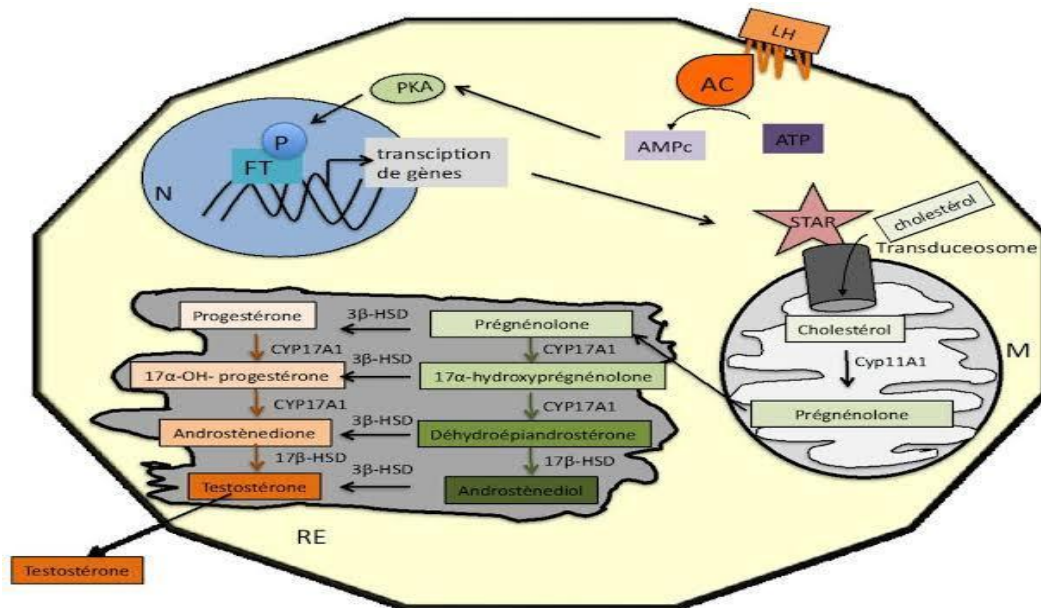 LH
AC
PKA
AMPc
ATP
P
FT
transciption
de gènes
N
STAR
cholestérol
Transduceosome
Cholestérol
Cyp11A1
Prégnénolone
M
Progestérone
3β-HSD
Prégnénolone
CYP17A1
3β-HSD
CYP17A1
17α-OH- progestérone
17α-hydroxyprégnénolone
CYP17A1
3β-HSD
CYP17A1
Androstènedione
Déhydroépiandrostérone
17β-HSD
3β-HSD
17β-HSD
Testostérone
Androstènediol
RE
Testostérone